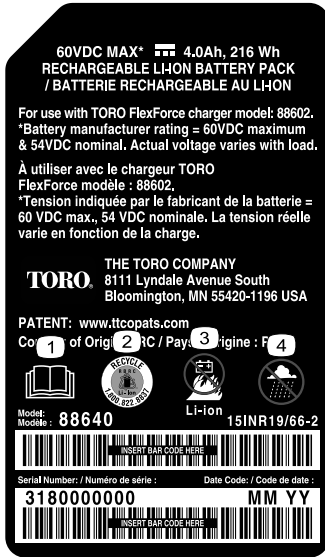 60VDC MAX* 4.0Ah, 216 Wh
RECHARGEABLE LI-ION BATTERY PACK
/ BATTERIE RECHARGEABLE AU LI-ION
For use with TORO FlexForce charger model: 88602.
*Battery manufacturer rating = 60VDC maximum
& 54VDC nominal. Actual voltage varies with load.
À utiliser avec le chargeur TORO
FlexForce modèle : 88602.
*Tension indiquée par le fabricant de la batterie =
60 VDC max., 54 VDC nominale. La tension réelle
varie en fonction de la charge.
TORO®
THE TORO COMPANY
8111 Lyndale Avenue South
Bloomington, MN 55420-1196 USA
PATENT: www.ttcopats.com
of RC / : 
1 2 3 4
RECYCLE
RBRC
Li-ion
1.800.822.8837
Li-ion
Model:
Modèle : 88640
15INR19/66-2
INSERT BAR CODE HERE
Serial Number: / Numéro de série : Date Code: / Code de date :
3180000000 MM YY
INSERT BAR CODE HERE